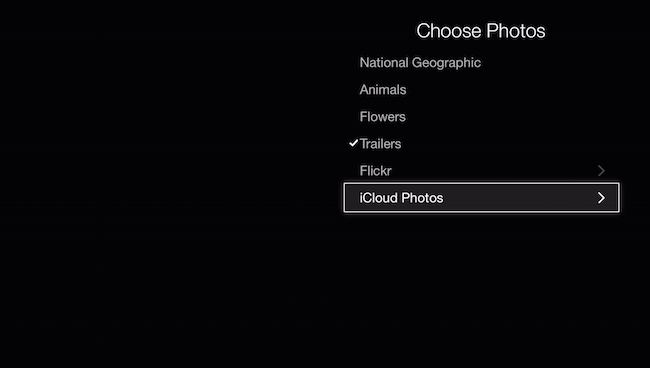 Choose Photos
National Geographic
Animals
Flowers
Trailers
Flickr
iCloud Photos